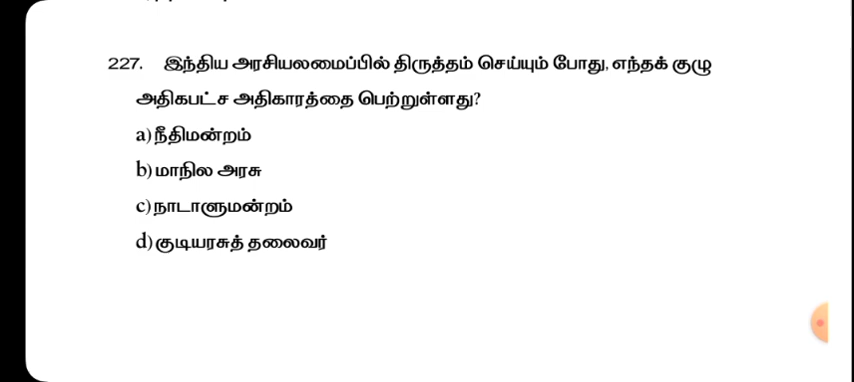 227. இந்திய அரசியலமைப்பில் திருத்தம் செய்யும் போது, எந்தக் குழு
அதிகபட்ச அதிகாரத்தை பெற்றுள்ளது?
a) நீதிமன்றம்
b) மாநில அரசு
c) நாடாளுமன்றம்
d) குடியரசுத் தலைவர்